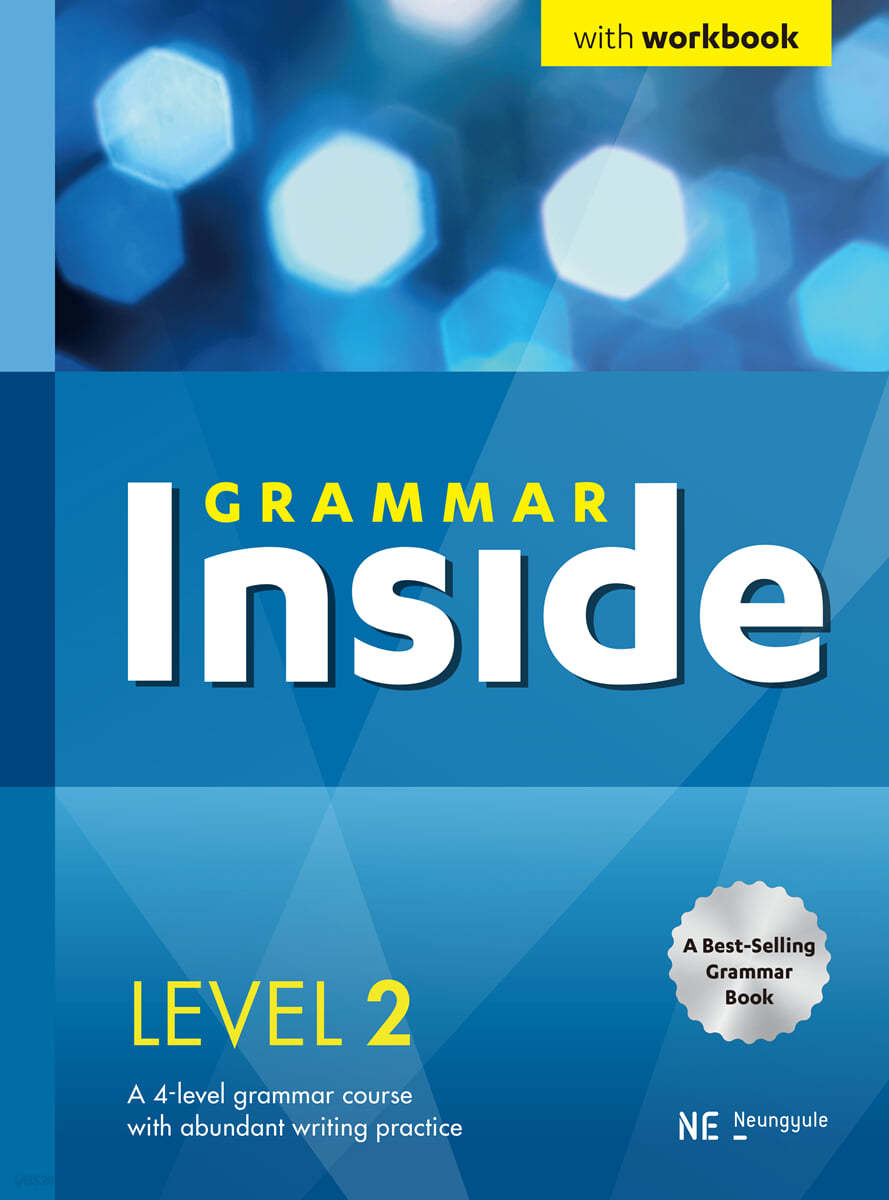 with workbook
GRAMMAR
Inside
LEVEL 2
A 4-level grammar course
with abundant writing practice
A Best-Selling
Grammar
Book
NE Neungyule